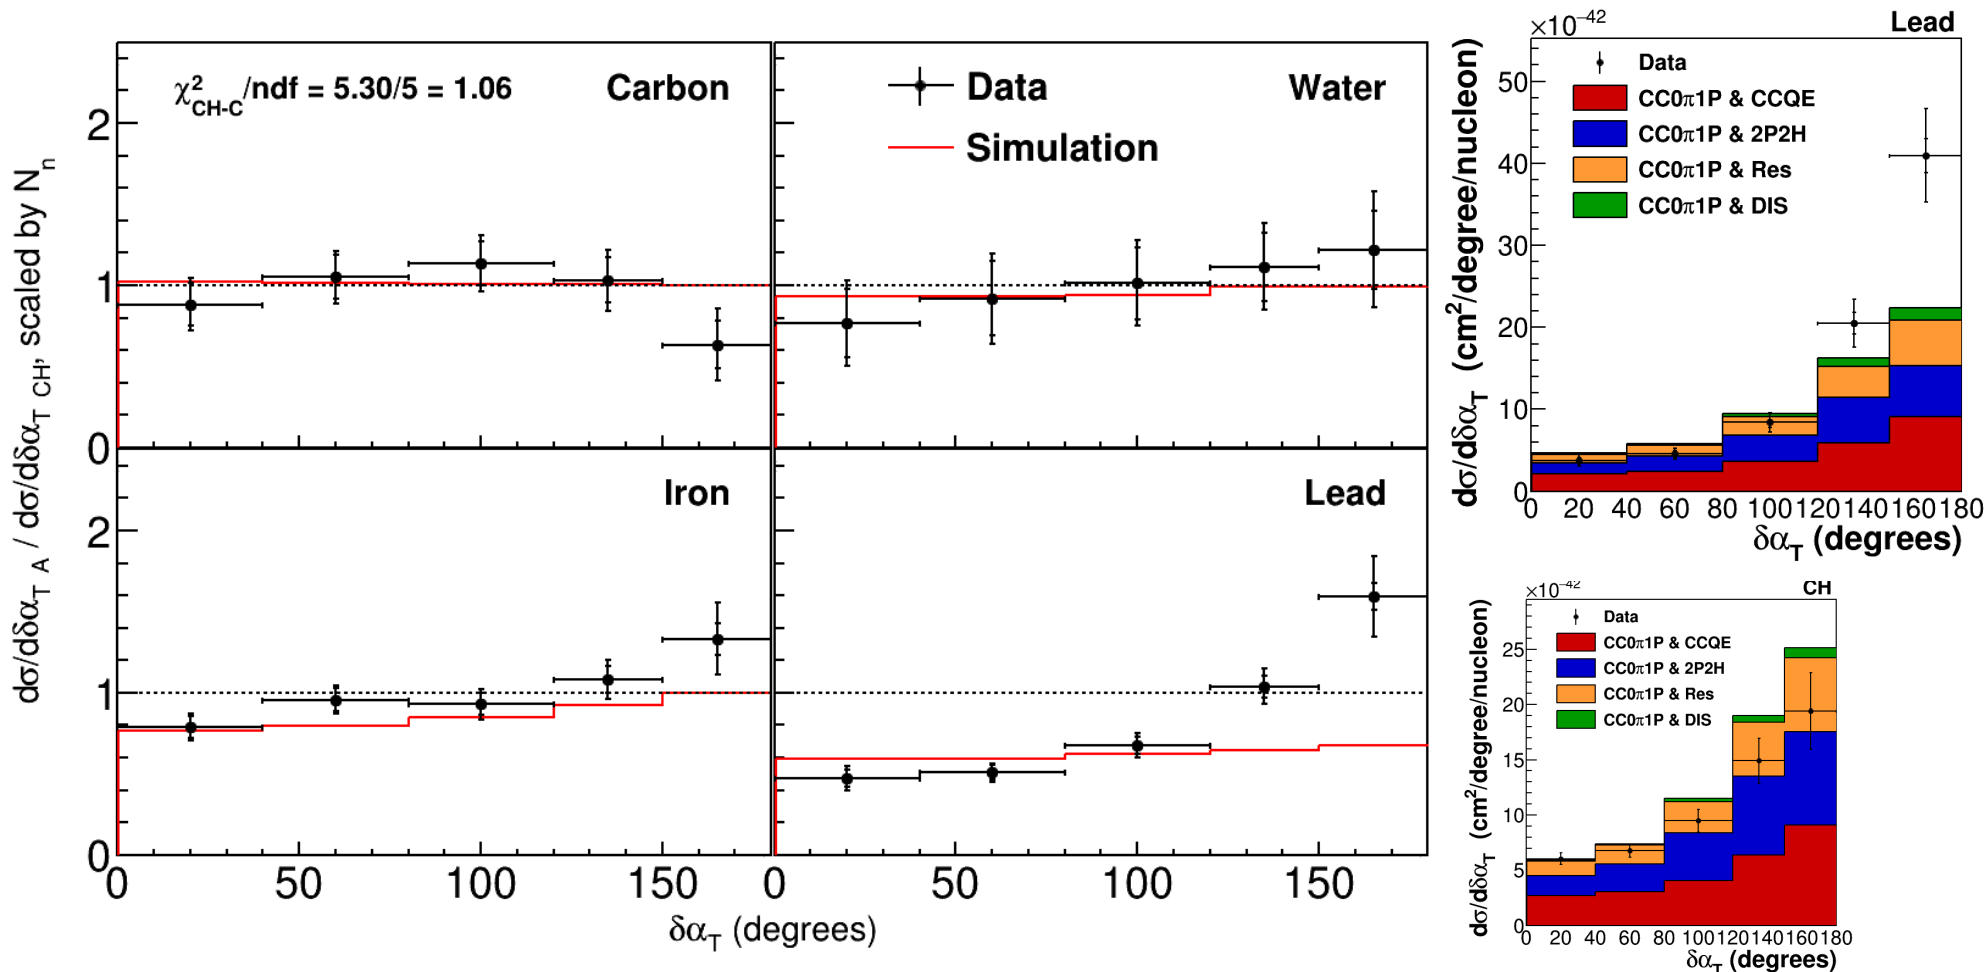 χ²CH-C/ndf = 5.30/5 = 1.06
Carbon
Data
Simulation
Water
Iron
Lead
dσ/dδαT A / dσ/dδαT CH, scaled by Nn
2
1
0
2
1
0
0 50 100 150
0 50 100 150
δαT (degrees)
×10⁻⁴² Lead
Data
CC0π1P & CCQE
CC0π1P & 2P2H
CC0π1P & Res
CC0π1P & DIS
dσ/dδαT (cm²/degree/nucleon)
50
40
30
20
10
0
0 20 40 60 80 100 120 140 160 180
δαT (degrees)
×10⁻⁴² CH
Data
CC0π1P & CCQE
CC0π1P & 2P2H
CC0π1P & Res
CC0π1P & DIS
dσ/dδαT (cm²/degree/nucleon)
25
20
15
10
5
0
0 20 40 60 80 100 120 140 160 180
δαT (degrees)